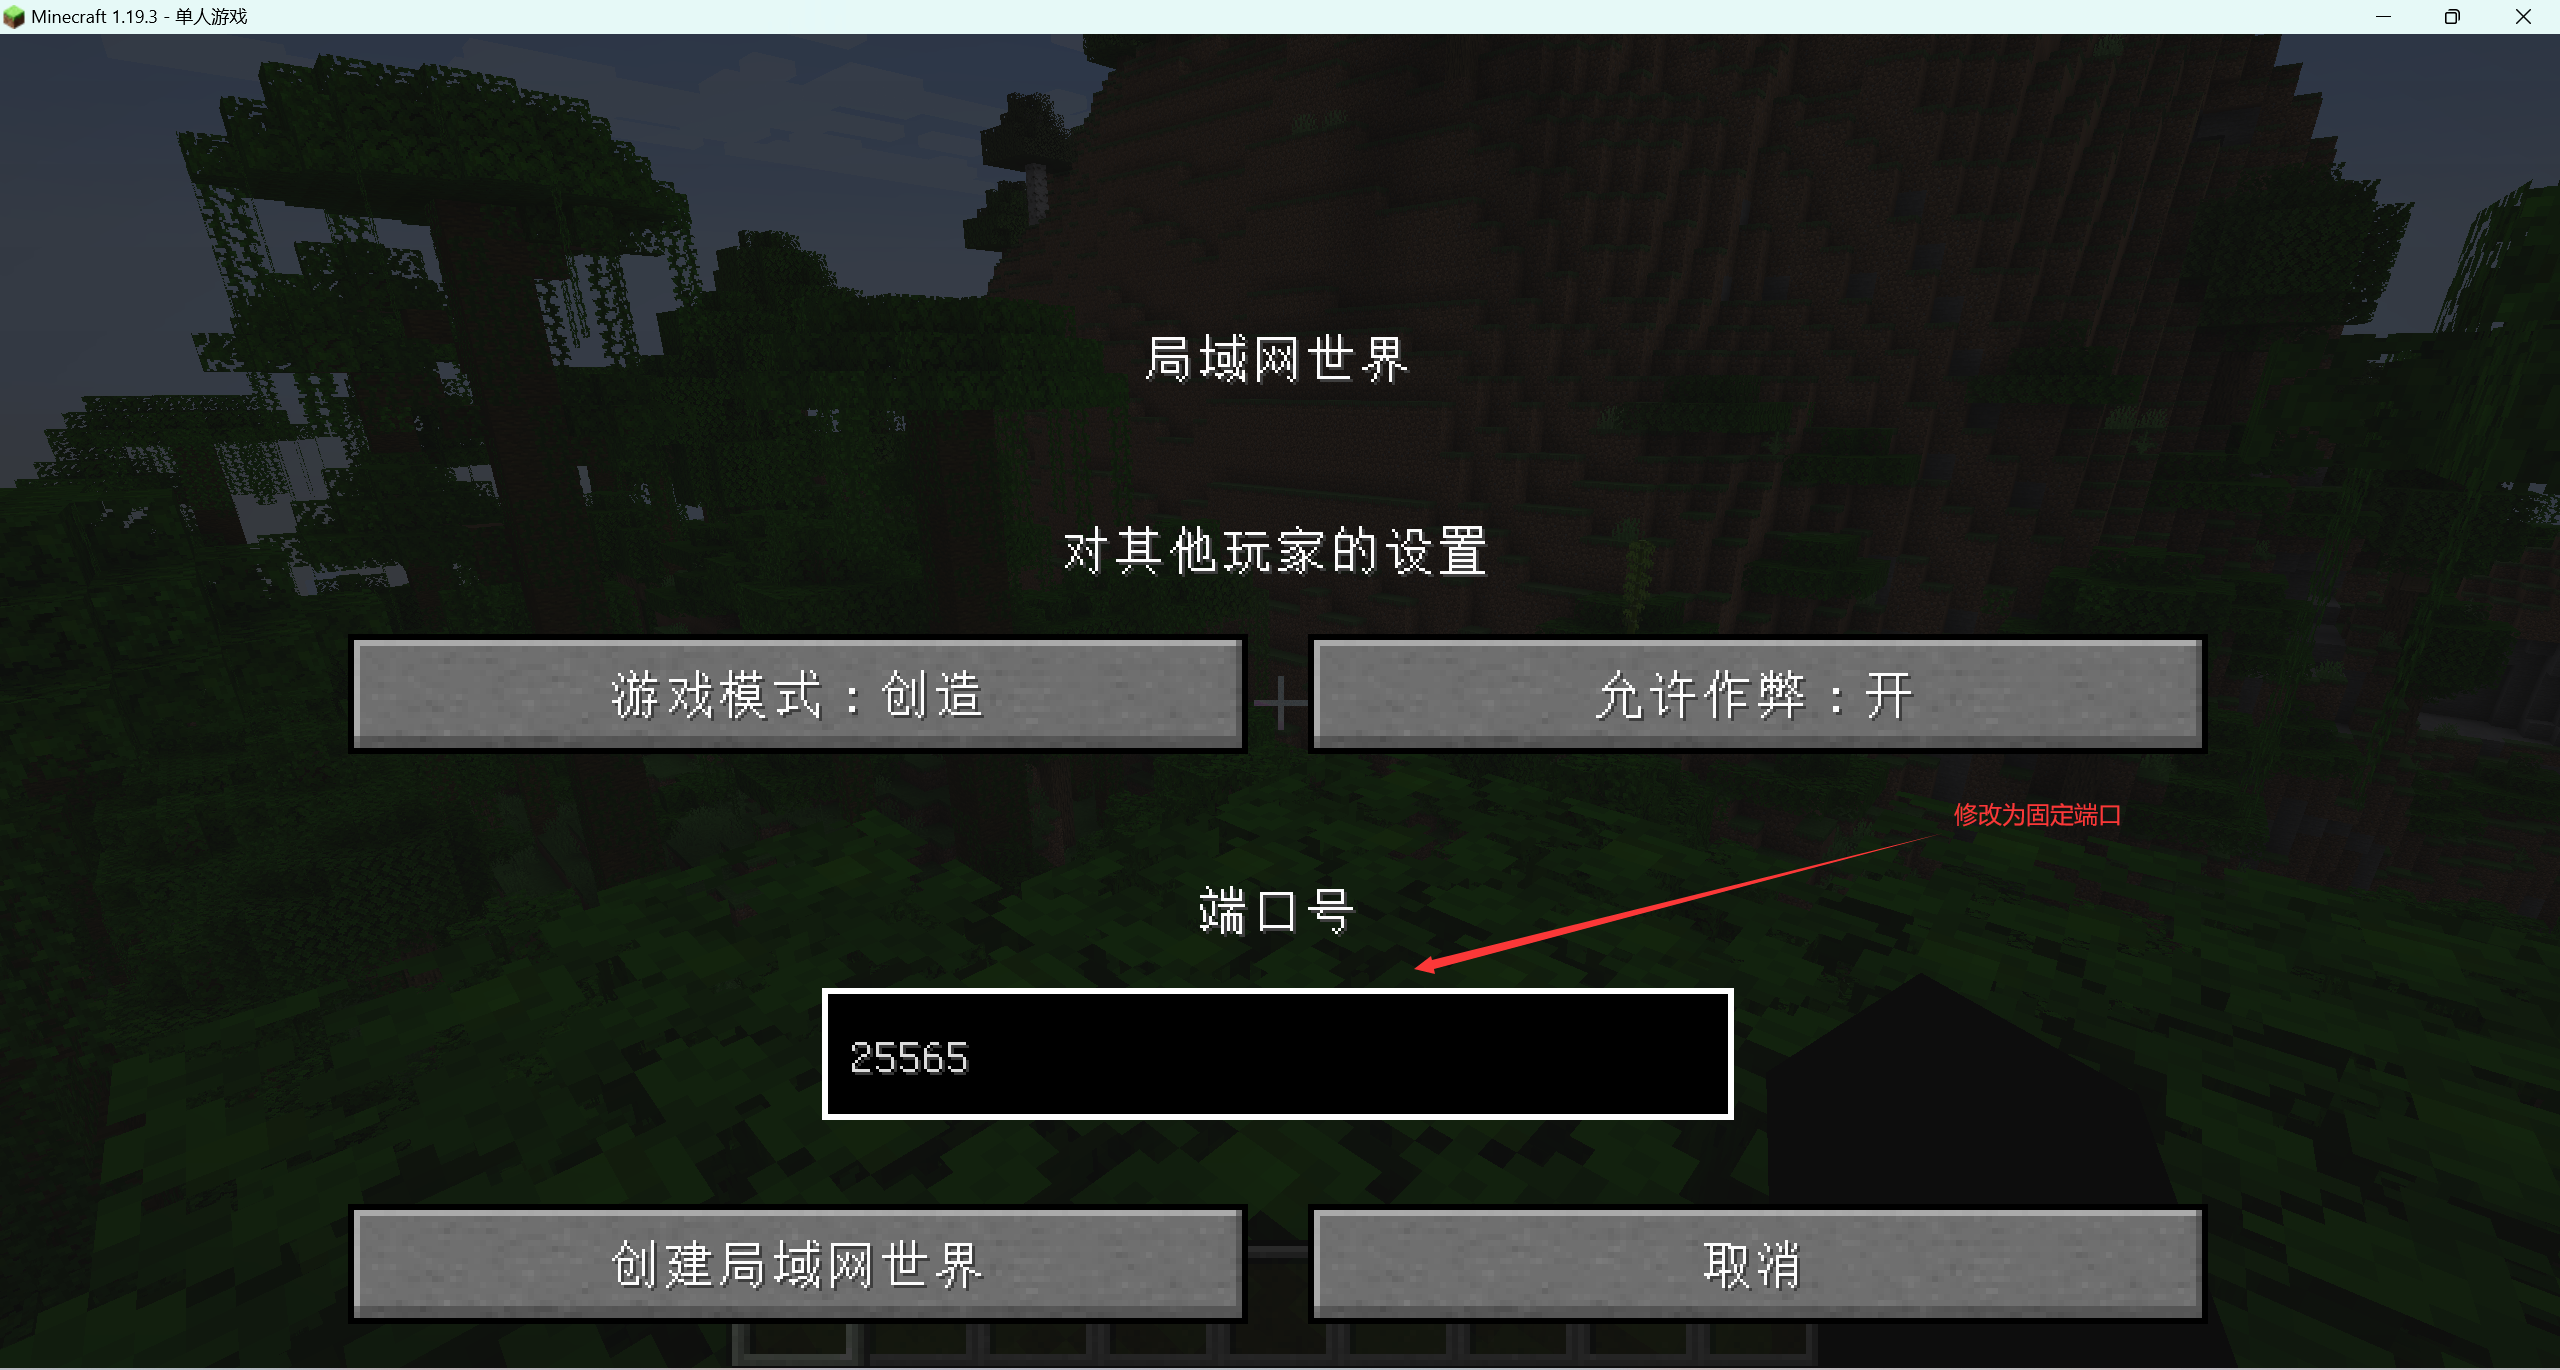 Minecraft 1.19.3 - 单人游戏
局域网世界
对其他玩家的设置
游戏模式：创造
允许作弊：开
修改为固定端口
端口号
25565
创建局域网世界
取消